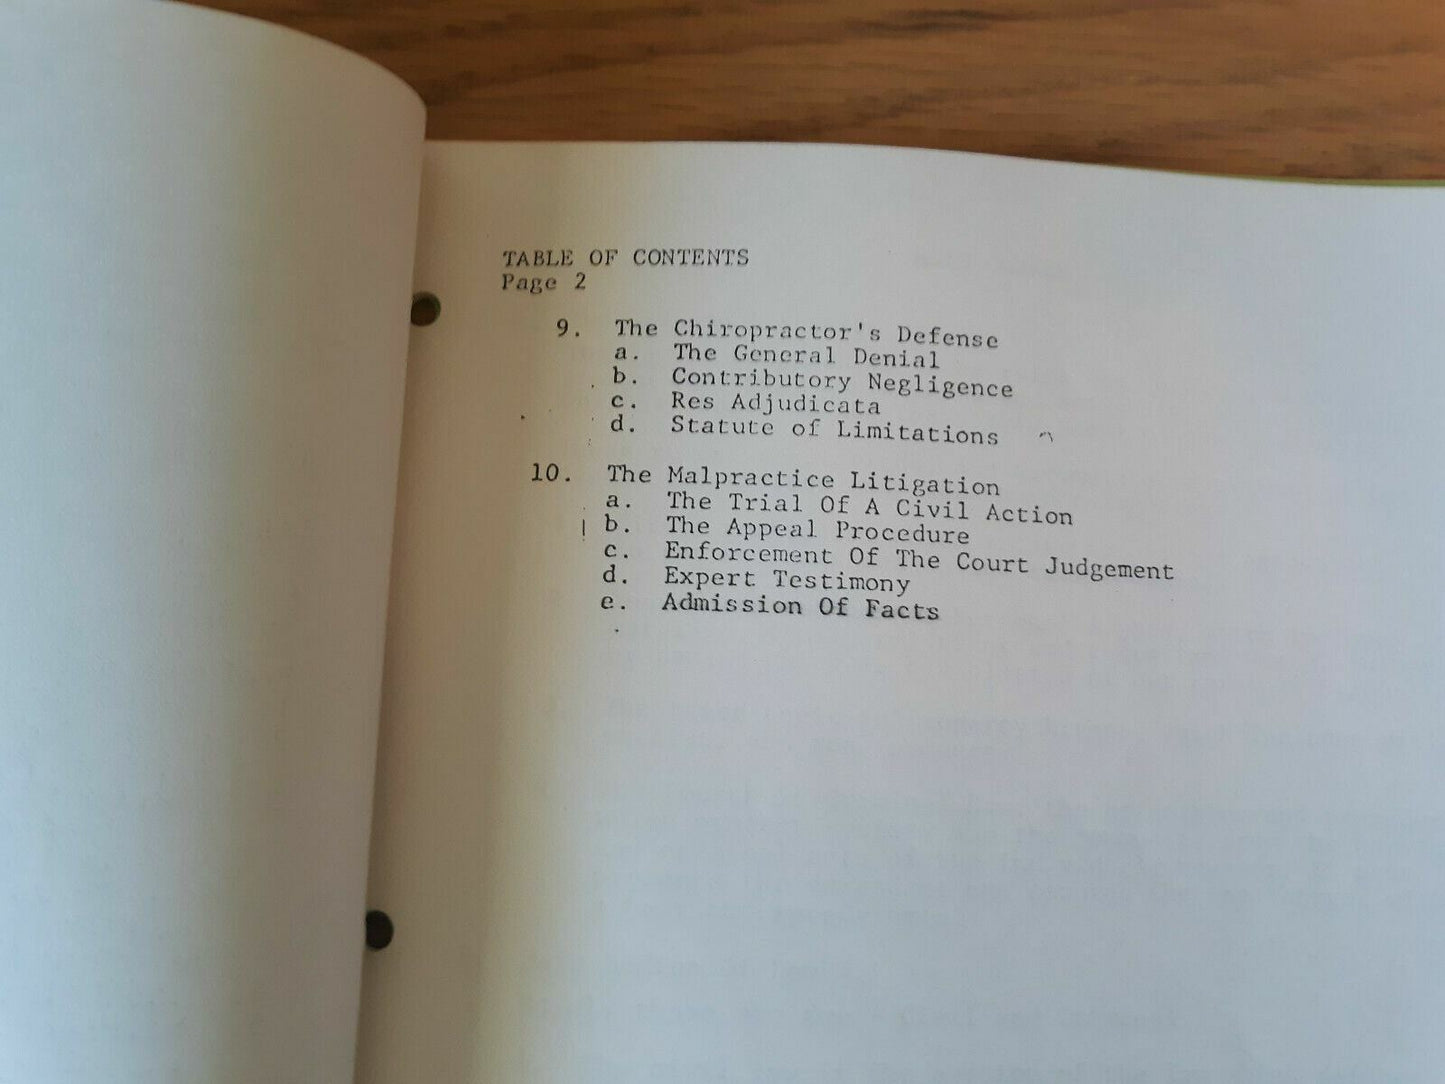 TABLE OF CONTENTS
Page 2
9. The Chiropractor's Defense
a. The General Denial
b. Contributory Negligence
c. Res Adjudicata
d. Statute of Limitations
10. The Malpractice Litigation
a. The Trial Of A Civil Action
b. The Appeal Procedure
c. Enforcement Of The Court Judgement
d. Expert Testimony
e. Admission Of Facts